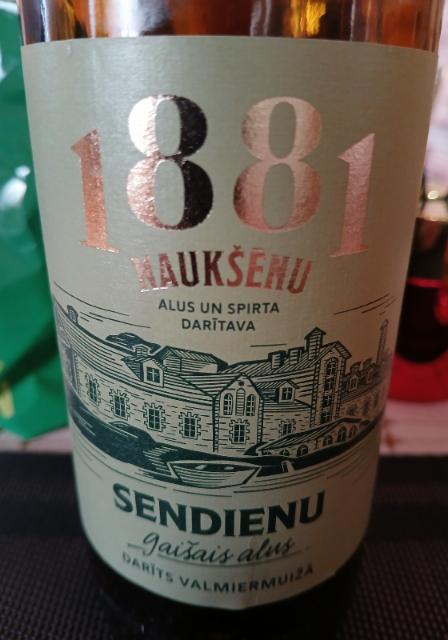 1881
NAUKŠĒNU
ALUS UN SPIRTA
DARĪTAVA
SENDIENU
gaišais alus
DARĪTS VALMIERMUIŽĀ